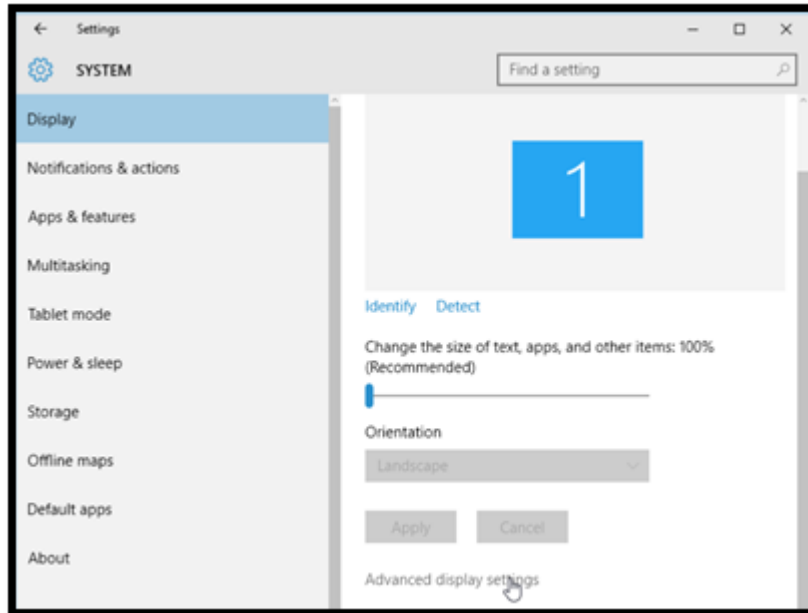 Settings
SYSTEM
Find a setting
Display
Notifications & actions
Apps & features
Multitasking
Tablet mode
Power & sleep
Storage
Offline maps
Default apps
About
1
Identify Detect
Change the size of text, apps, and other items: 100%
(Recommended)
Orientation
Landscape
Apply Cancel
Advanced display settings